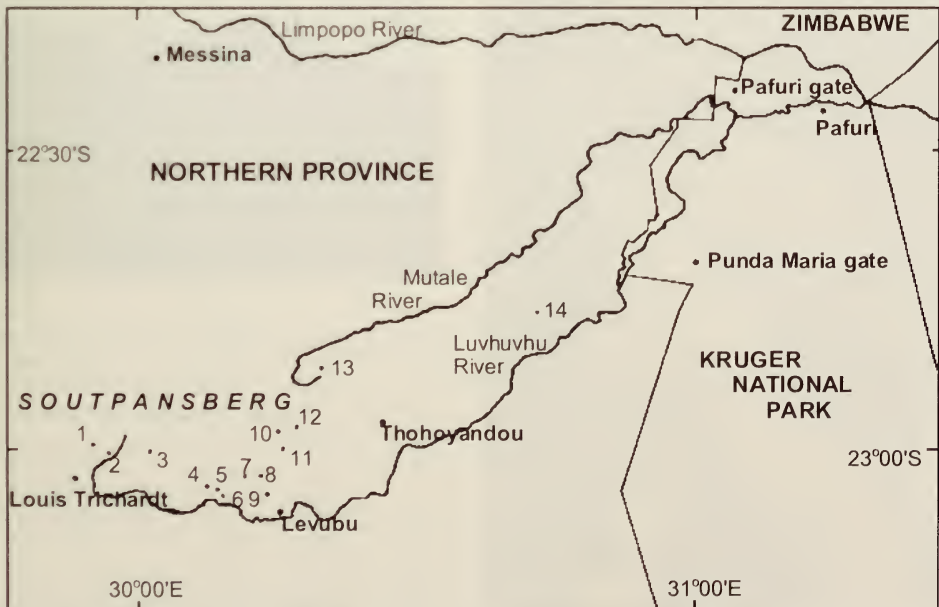 ZIMBABWE
Limpopo River
Messina
Pafuri gate
Pafuri
22°30'S
NORTHERN PROVINCE
Punda Maria gate
Mutale
River
14
Luvhuvhu
River
13
KRUGER
NATIONAL
PARK
SOUTPANSBERG
12
1
10
Thohoyandou
2
3
11
23°00'S
4
5
7
8
Louis Trichardt
6
9
Levubu
30°00'E
31°00'E